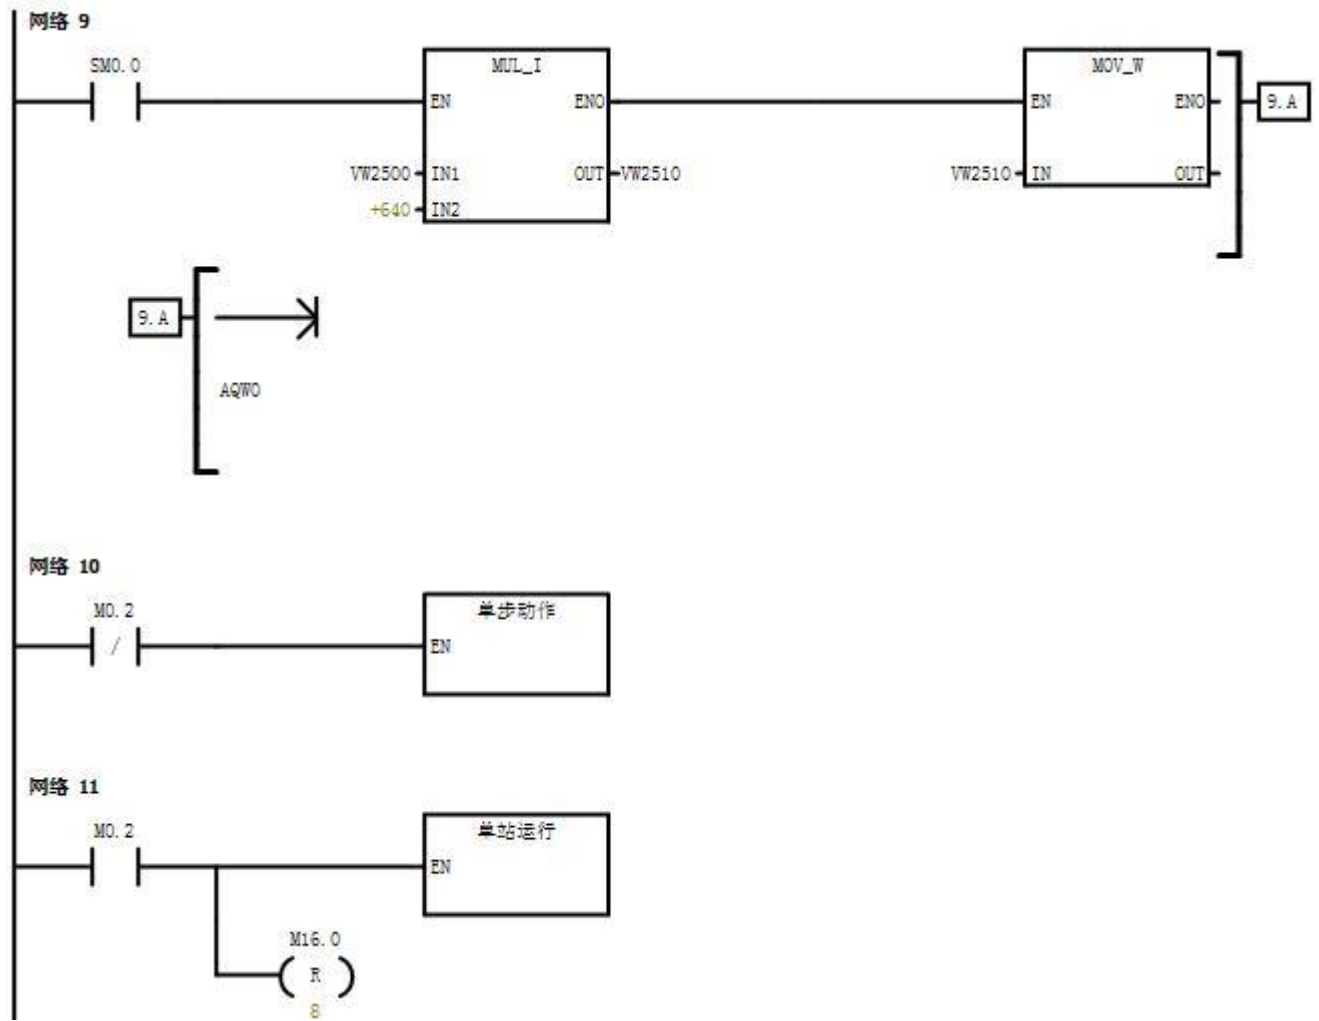 网络 9
SM0.0
MUL_I
MOV_W
EN ENO
EN ENO
9.A
VW2500 IN1 OUT VW2510
VW2510 IN OUT
+640 IN2
9.A
AQW0
网络 10
M0.2
/
单步动作
EN
网络 11
M0.2
单站运行
EN
M16.0
R
8